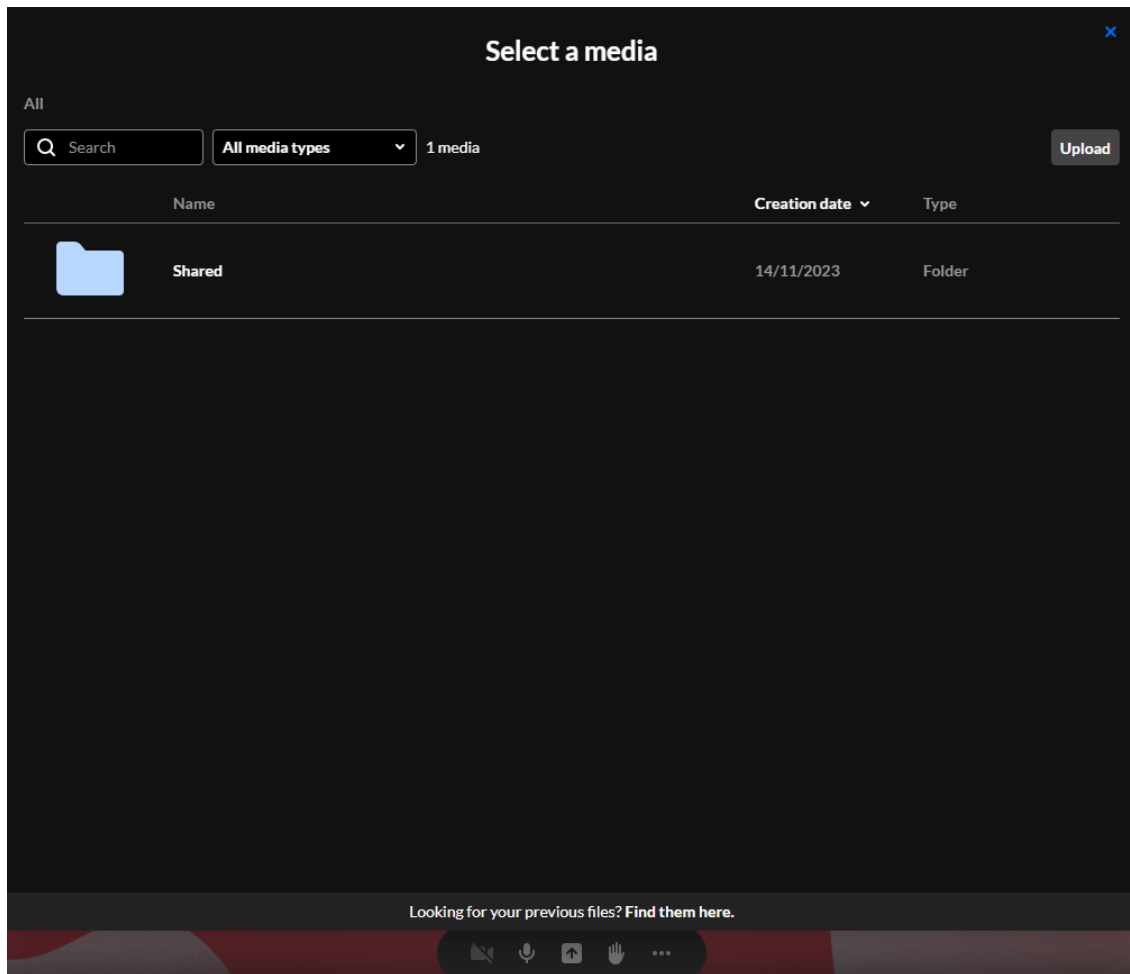 Select a media
All
Search All media types 1 media Upload
Name Creation date Type
Shared 14/11/2023 Folder
Looking for your previous files? Find them here.